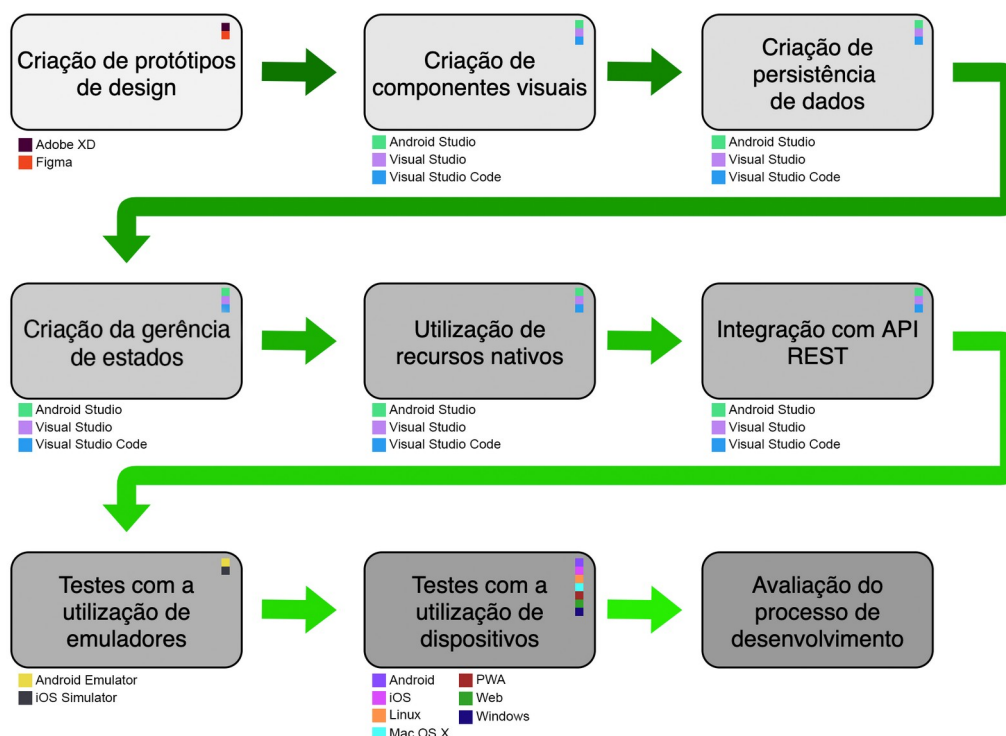 Criação de protótipos
de design
Adobe XD
Figma
Criação de
componentes visuais
Android Studio
Visual Studio
Visual Studio Code
Criação de
persistência
de dados
Android Studio
Visual Studio
Visual Studio Code
Criação da gerência
de estados
Android Studio
Visual Studio
Visual Studio Code
Utilização de
recursos nativos
Android Studio
Visual Studio
Visual Studio Code
Integração com API
REST
Android Studio
Visual Studio
Visual Studio Code
Testes com a
utilização de
emuladores
Android Emulator
iOS Simulator
Testes com a
utilização de
dispositivos
Android
iOS
Linux
Mac OS X
PWA
Web
Windows
Avaliação do
processo de
desenvolvimento